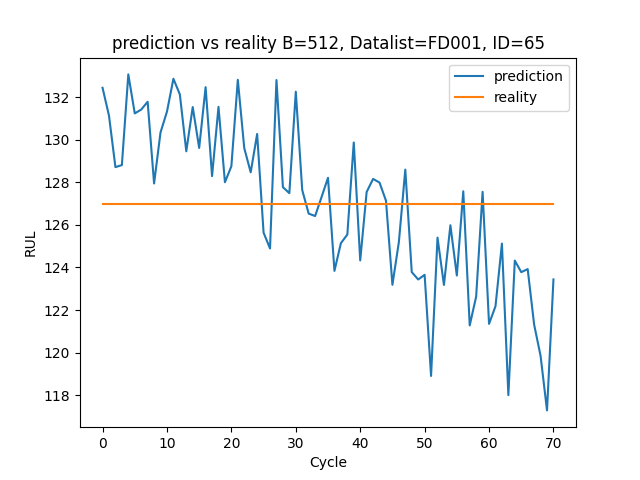 prediction vs reality B=512, Datalist=FD001, ID=65
prediction
reality
132
130
128
126
124
122
120
118
RUL
0 10 20 30 40 50 60 70
Cycle